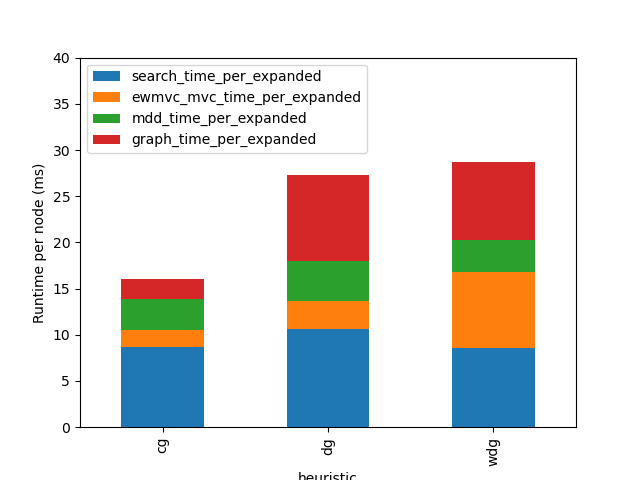 40
35
30
25
20
15
10
5
0
Runtime per node (ms)
search_time_per_expanded
ewmvc_mvc_time_per_expanded
mdd_time_per_expanded
graph_time_per_expanded
cg
dg
wdg
heuristic